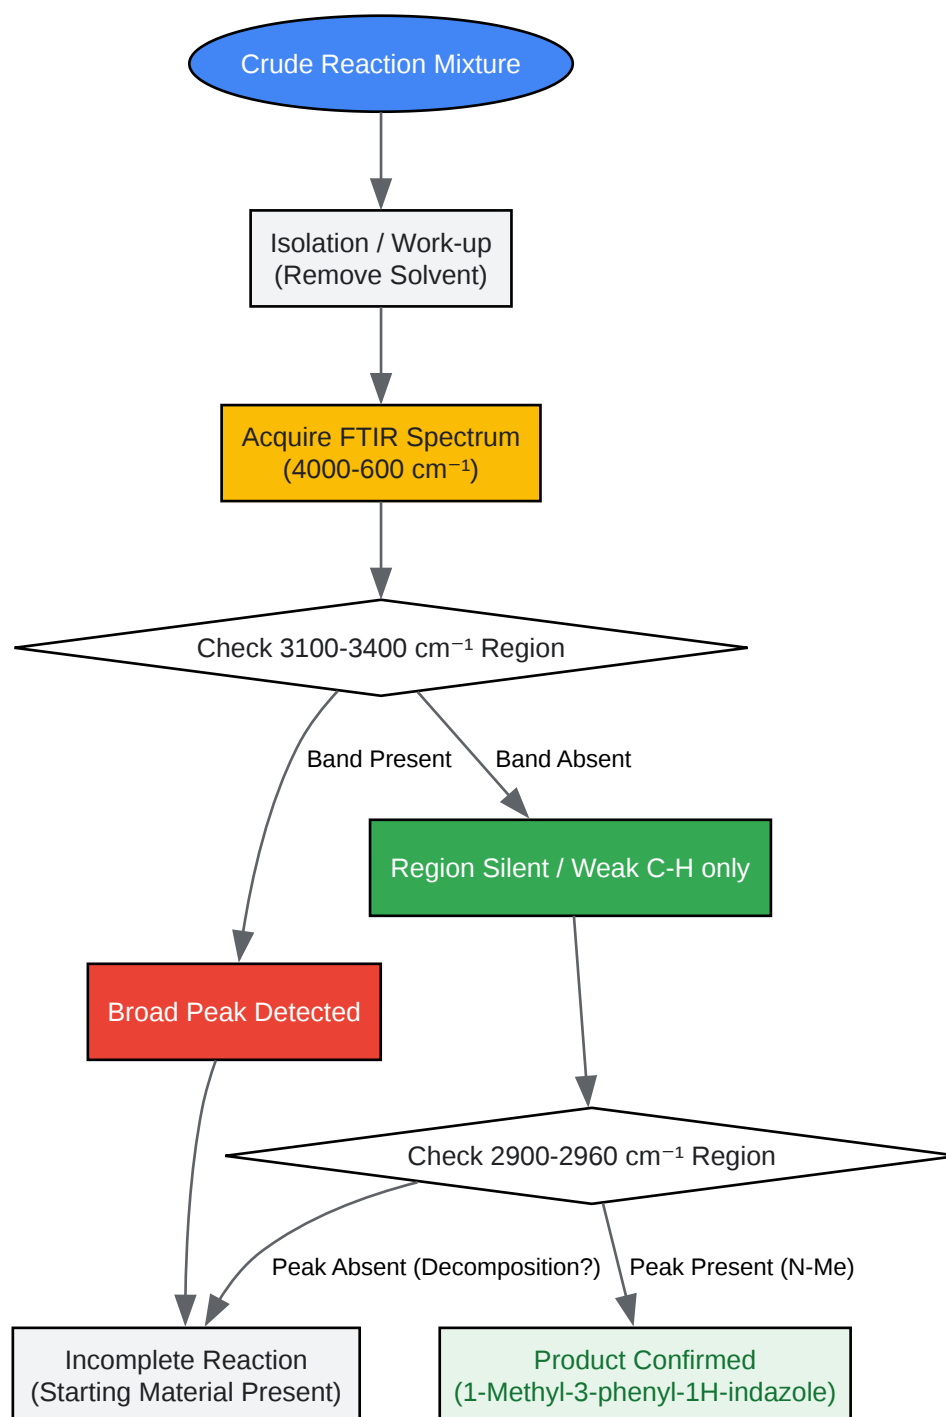 Crude Reaction Mixture
Isolation / Work-up
(Remove Solvent)
Acquire FTIR Spectrum
(4000-600 cm⁻¹)
Check 3100-3400 cm⁻¹ Region
Band Present
Band Absent
Region Silent / Weak C-H only
Broad Peak Detected
Check 2900-2960 cm⁻¹ Region
Peak Absent (Decomposition?)
Peak Present (N-Me)
Incomplete Reaction
(Starting Material Present)
Product Confirmed
(1-Methyl-3-phenyl-1H-indazole)